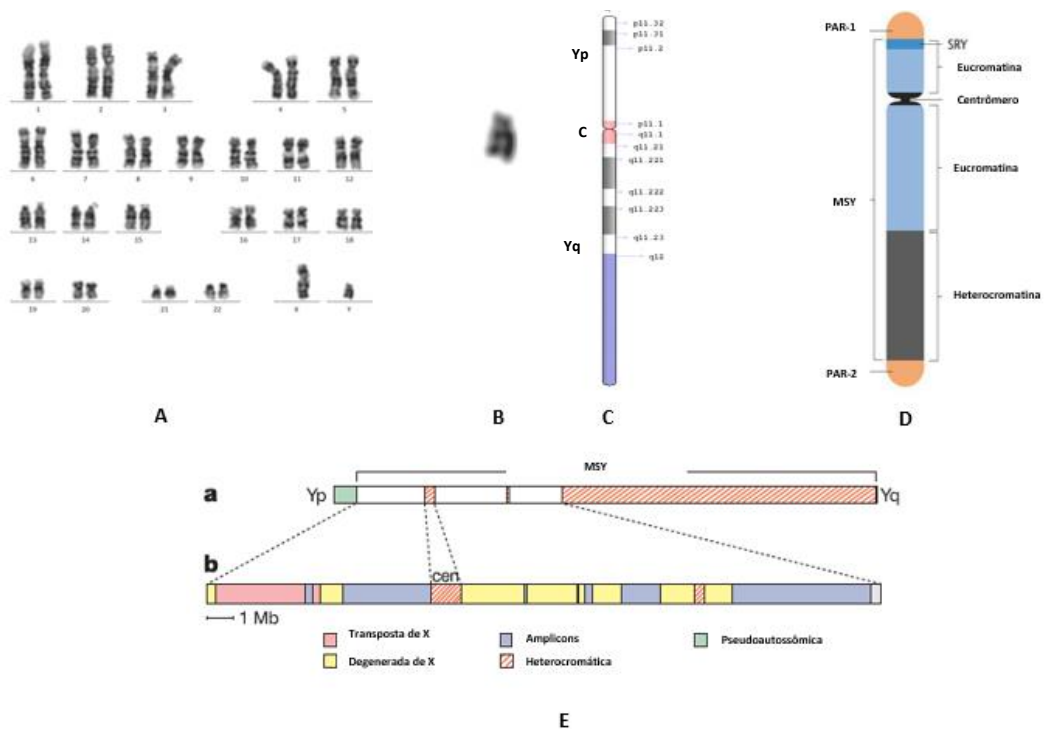 1 2 3 4 5
6 7 8 9 10 11 12
13 14 15 16 17 18
19 20 21 22 X Y
A
B
Yp
C
Yq
p11.32
p11.31
p11.2
p11.1
q11.1
q11.21
q11.221
q11.222
q11.223
q11.23
q12
C
PAR-1
SRY
Eucromatina
Centrômero
Eucromatina
MSY
Heterocromatina
PAR-2
D
MSY
a Yp Yq
b
cen
1 Mb
Transposta de X
Amplicons
Pseudoautossômica
Degenerada de X
Heterocromática
E